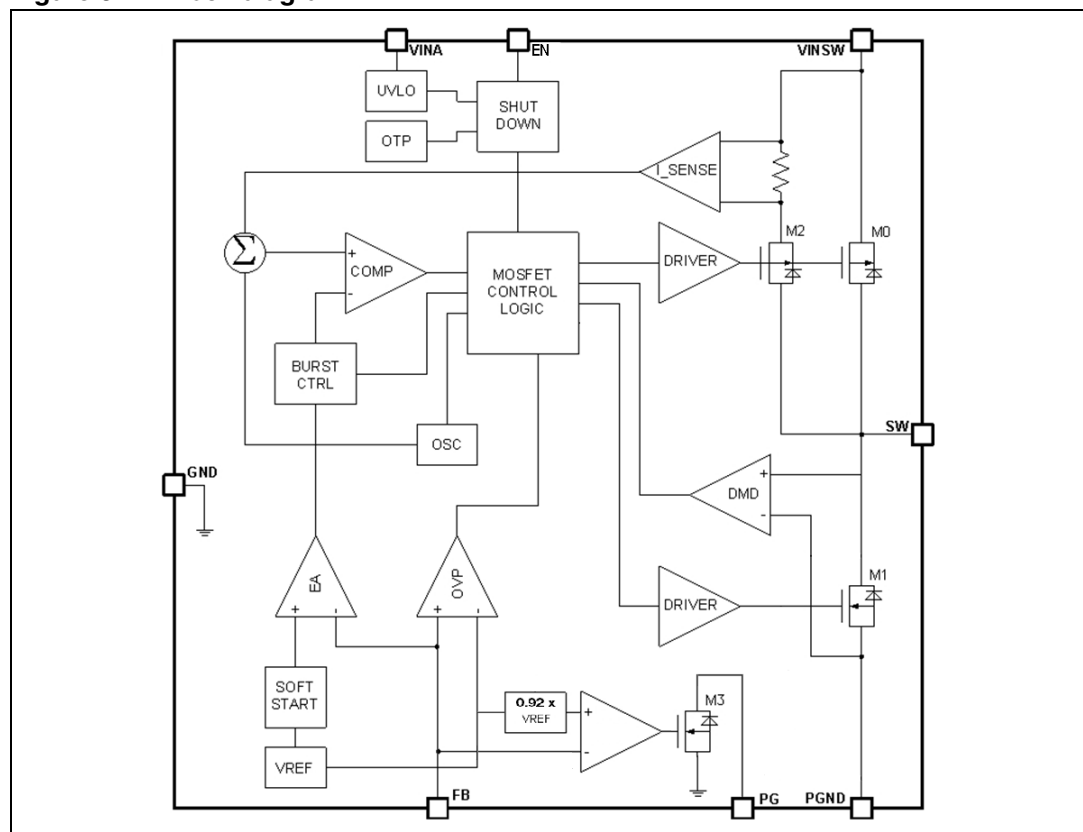 VINA
EN
VINSW
UVLO
SHUT
DOWN
OTP
I_SENSE
M2
M0
Σ
+
COMP
-
MOSFET
CONTROL
LOGIC
DRIVER
BURST
CTRL
OSC
SW
GND
+
DMD
-
EA
+
-
OVP
+
-
DRIVER
M1
SOFT
START
0.92 x
VREF
+
-
M3
VREF
FB
PG
PGND